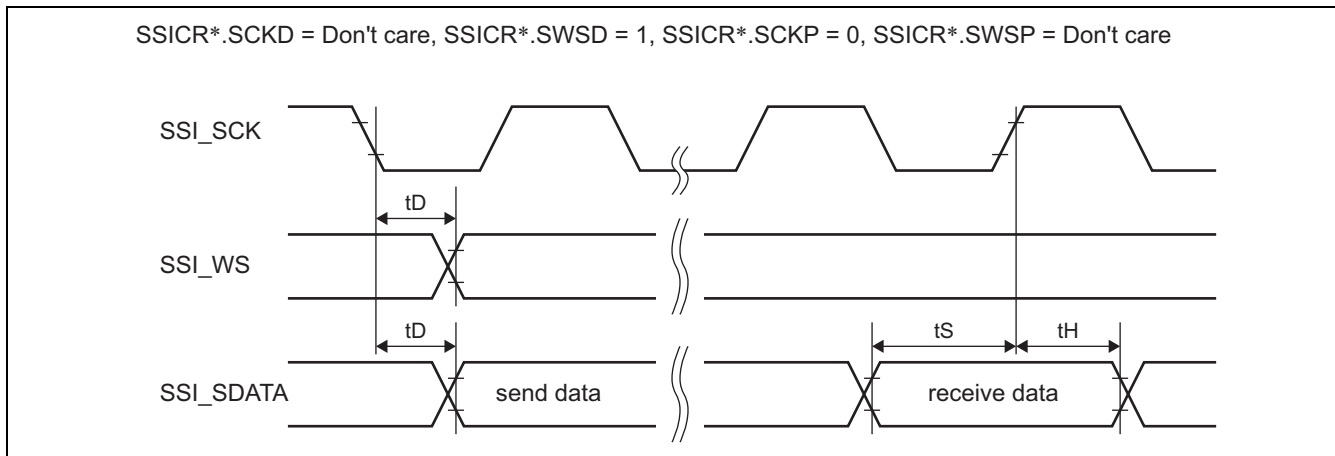 SSICR*.SCKD = Don't care, SSICR*.SWSD = 1, SSICR*.SCKP = 0, SSICR*.SWSP = Don't care
SSI_SCK
tD
SSI_WS
tD
tS
tH
SSI_SDATA
send data
receive data